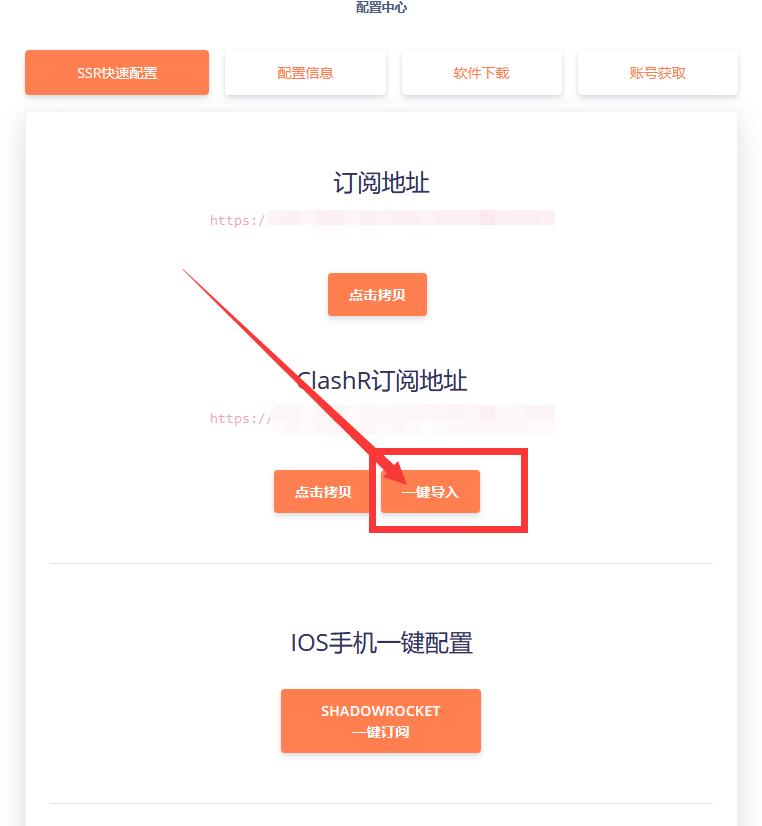 配置中心
SSR快速配置
配置信息
软件下载
账号获取
订阅地址
https:/
点击拷贝
ClashR订阅地址
https://
点击拷贝
一键导入
IOS手机一键配置
SHADOWROCKET
一键订阅